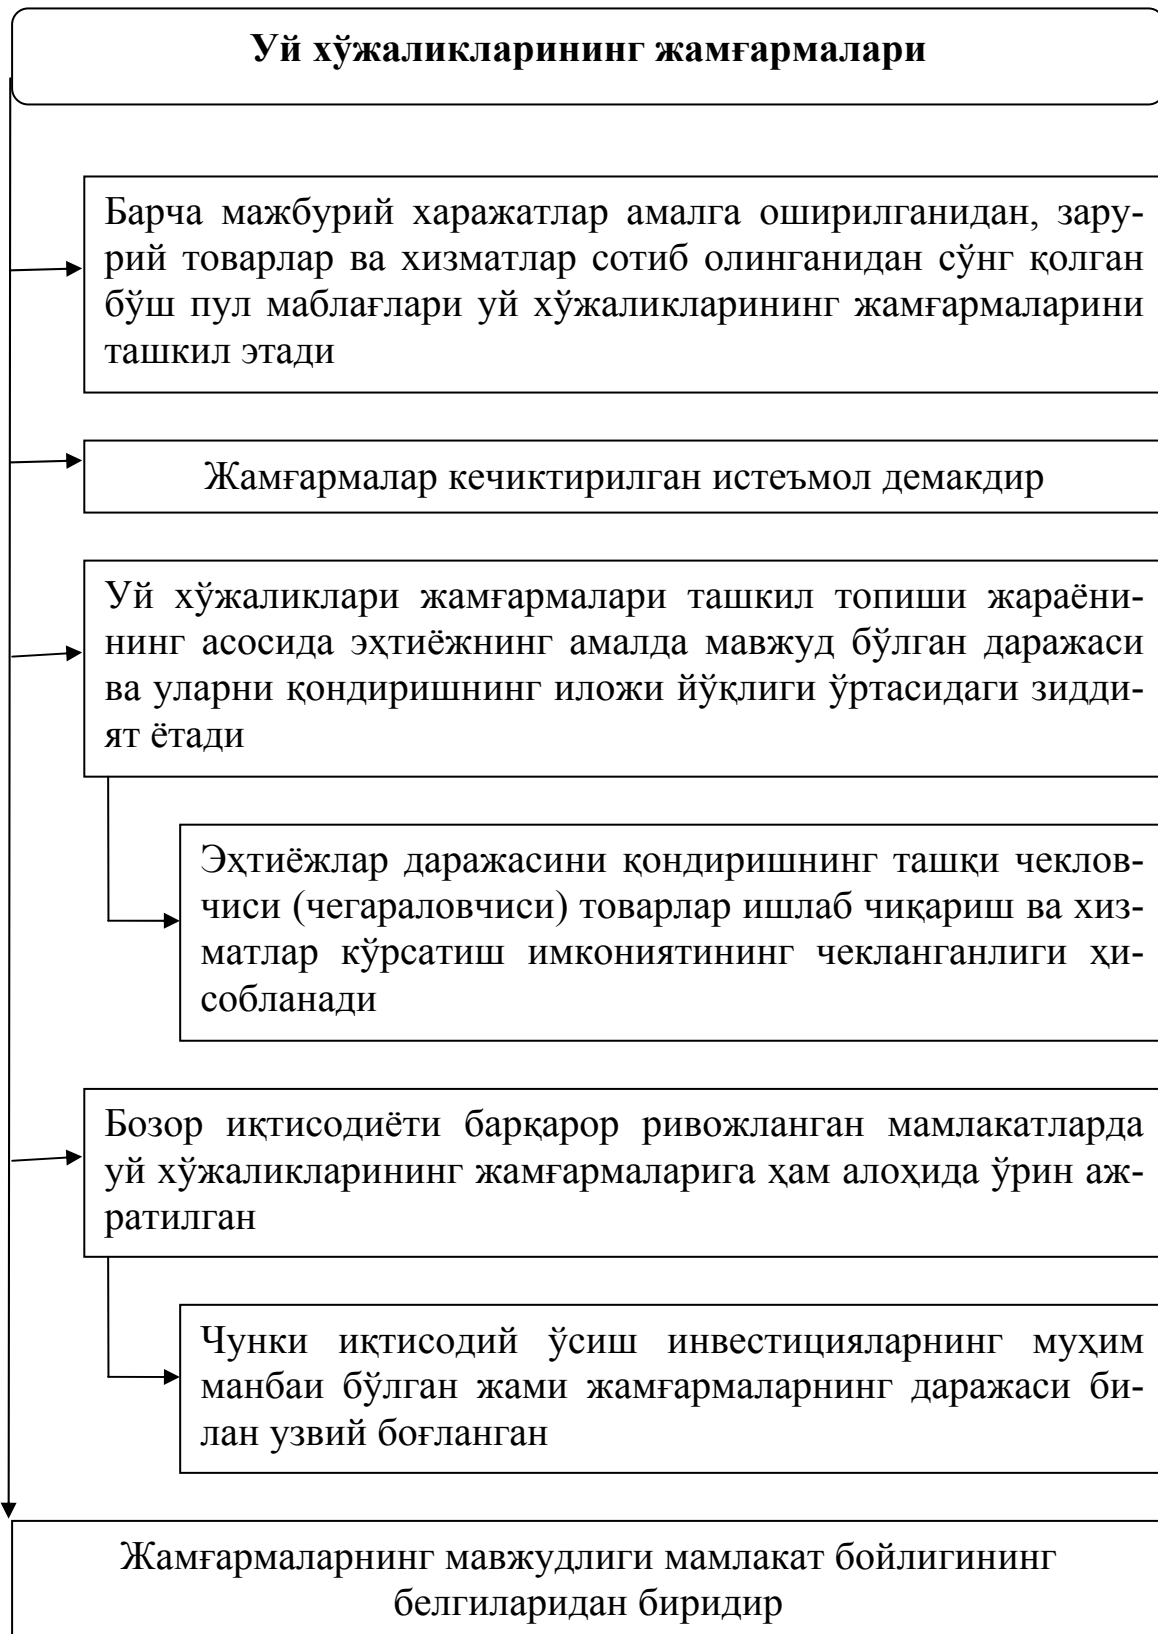 Уй хўжаликларининг жамғармалари
Барча мажбурий харажатлар амалга оширилганидан, зару-
рий товарлар ва хизматлар сотиб олинганидан сўнг қолган
бўш пул маблағлари уй хўжаликларининг жамғармаларини
ташкил этади
Жамғармалар кечиктирилган истеъмол демакдир
Уй хўжаликлари жамғармалари ташкил топиши жараёни-
нинг асосида эҳтиёжнинг амалда мавжуд бўлган даражаси
ва уларни қондиришнинг иложи йўқлиги ўртасидаги зидди-
ят ётади
Эҳтиёжлар даражасини қондиришнинг ташқи чеклов-
чиси (чегараловчиси) товарлар ишлаб чиқариш ва хиз-
матлар кўрсатиш имкониятининг чекланганлиги ҳи-
собланади
Бозор иқтисодиёти барқарор ривожланган мамлакатларда
уй хўжаликларининг жамғармаларига ҳам алоҳида ўрин аж-
ратилган
Чунки иқтисодий ўсиш инвестицияларнинг муҳим
манбаи бўлган жами жамғармаларнинг даражаси би-
лан узвий боғланган
Жамғармаларнинг мавжудлиги мамлакат бойлигининг
белгиларидан биридир